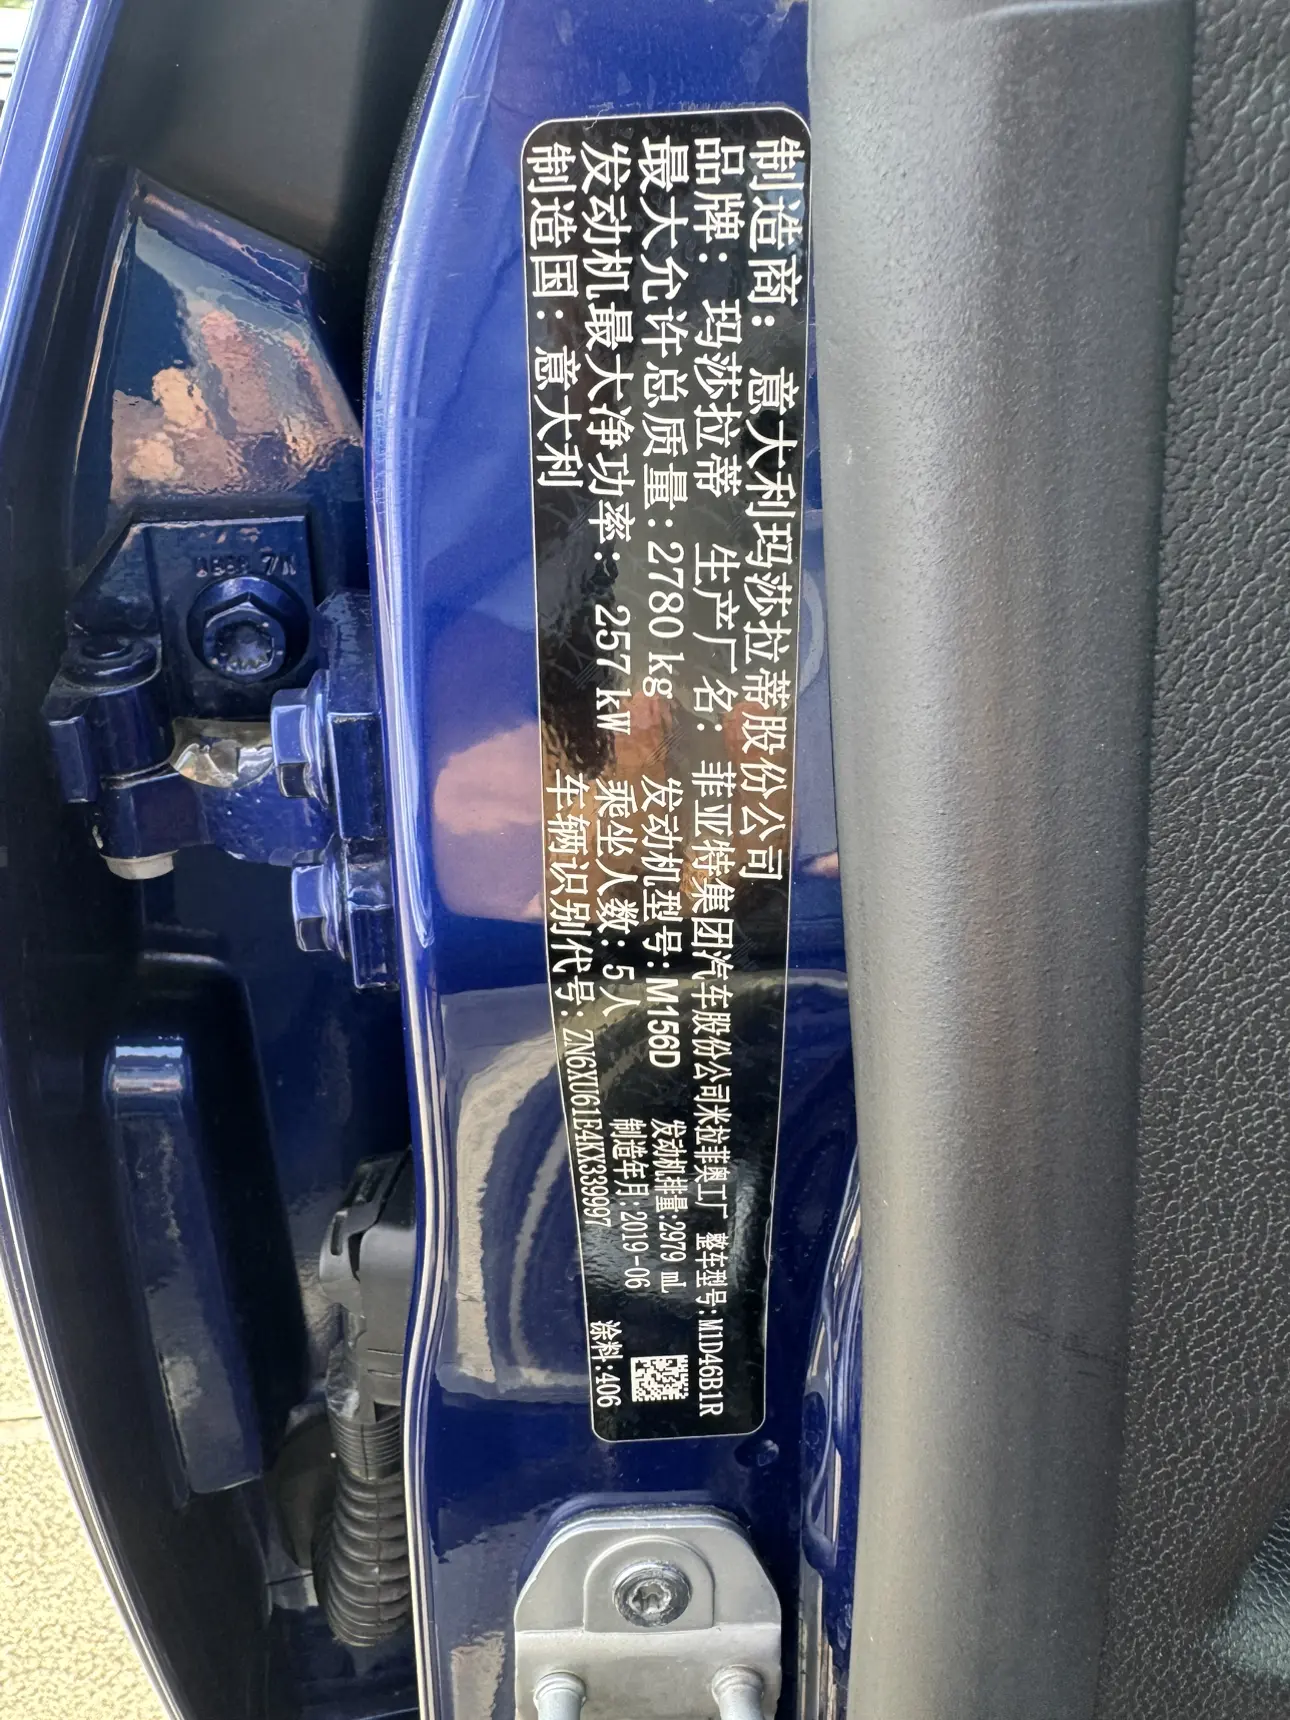 制造商: 意大利玛莎拉蒂股份公司
品牌: 玛莎拉蒂 生产厂名: 菲亚特集团汽车股份公司米拉菲奥工厂 整车型号:M1D46B1R
最大允许总质量:2780kg 发动机型号:M156D 发动机排量:2979 mL
发动机最大净功率: 257kW 乘坐人数: 5人 制造年月:2019-06
制造国: 意大利 车辆识别代号: ZN6XU61E4KX339997 涂料:406